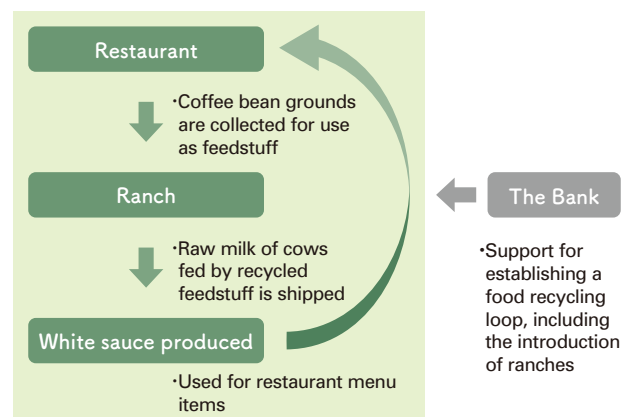 Restaurant
・Coffee bean grounds
are collected for use
as feedstuff
Ranch
The Bank
・Raw milk of cows
fed by recycled
feedstuff is shipped
・Support for
establishing a
food recycling
loop, including
the introduction
of ranches
White sauce produced
・Used for restaurant menu
items